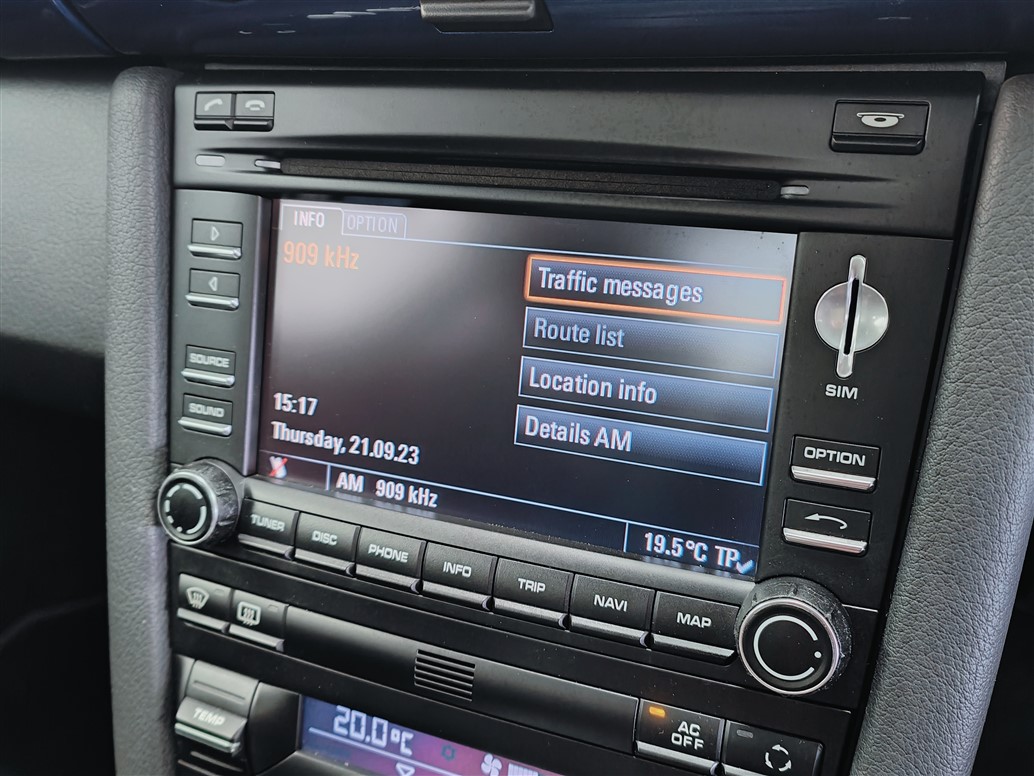 INFO OPTION
909 kHz
Traffic messages
Route list
Location info
Details AM
15:17
Thursday, 21.09.23
AM 909 kHz
19.5°C TP
SOURCE
SOUND
SIM
OPTION
TUNER DISC PHONE INFO TRIP NAVI MAP
TEMP
20.0°C
AC
OFF